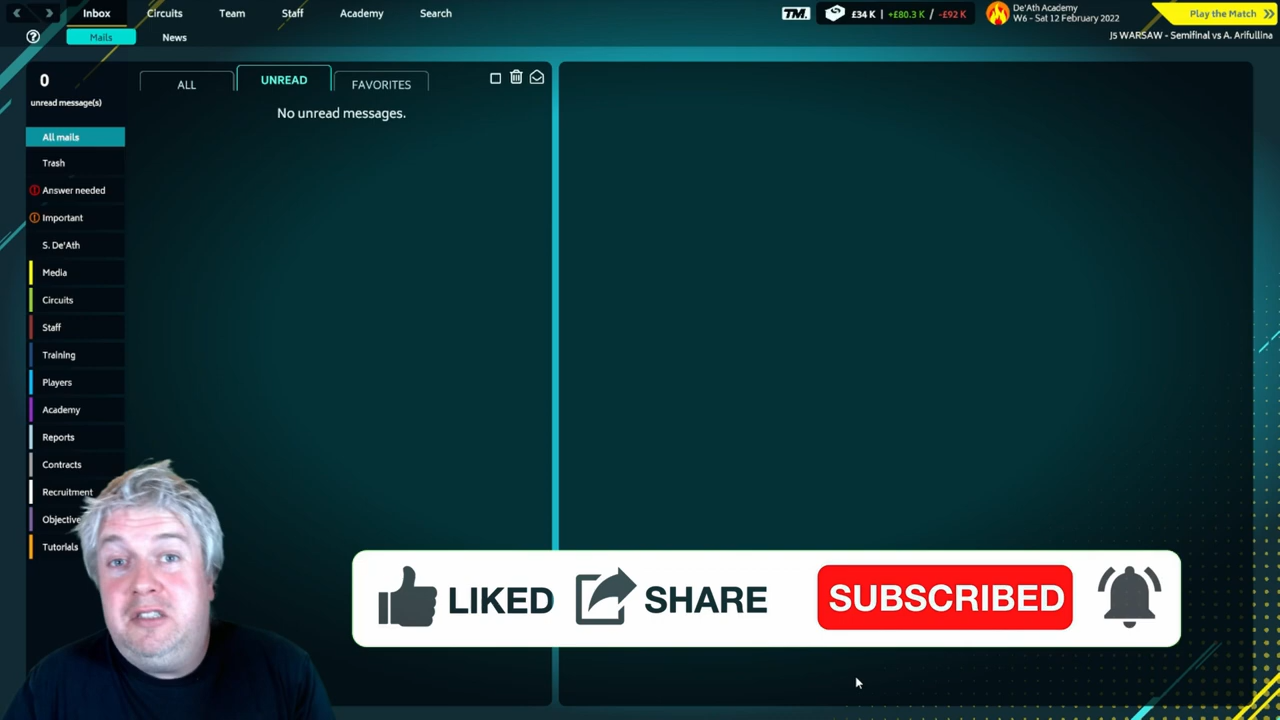 Inbox
Circuits
Team
Staff
Academy
Search
TM.
£34 K | +£80.3 K / -£92 K
De'Ath Academy
W6 - Sat 12 February 2022
Play the Match
Mails
News
J5 WARSAW - Semifinal vs A. Arifullina
0
unread message(s)
ALL
UNREAD
FAVORITES
No unread messages.
All mails
Trash
Answer needed
Important
S. De'Ath
Media
Circuits
Staff
Training
Players
Academy
Reports
Contracts
Recruitment
Objective
Tutorials
LIKED
SHARE
SUBSCRIBED